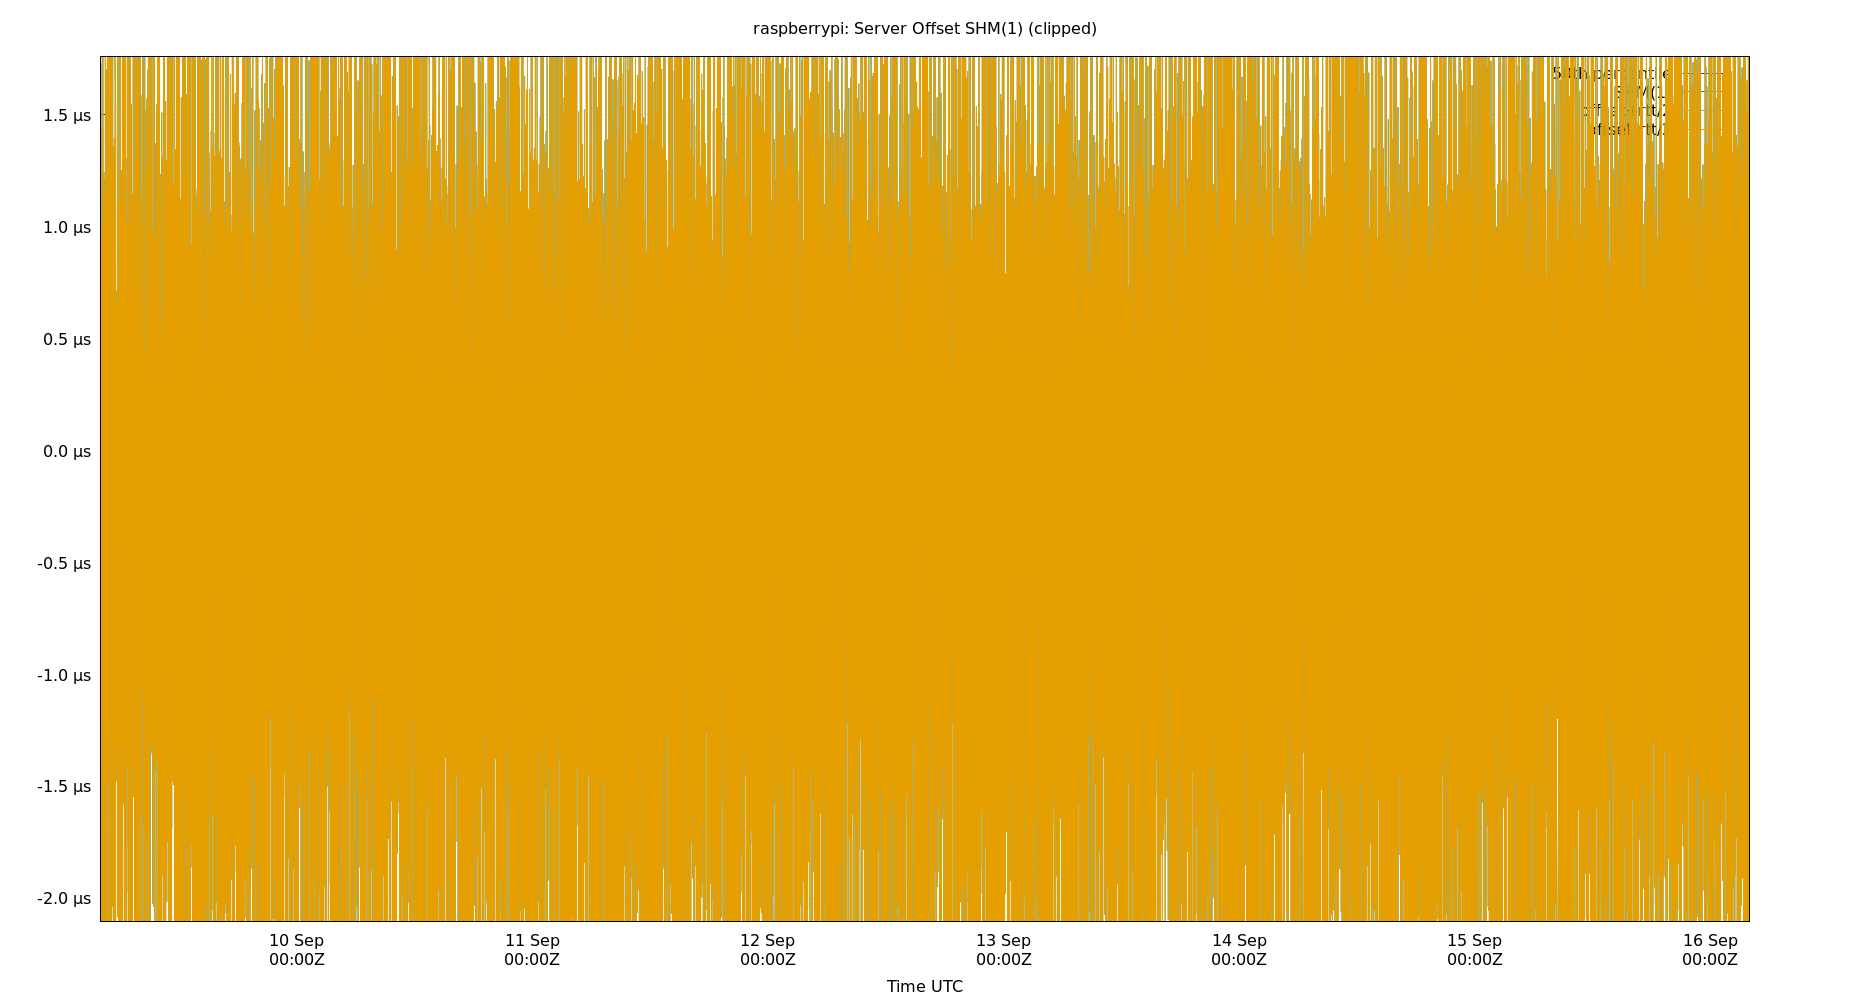 raspberrypi: Server Offset SHM(1) (clipped)
1.5 µs
1.0 µs
0.5 µs
0.0 µs
-0.5 µs
-1.0 µs
-1.5 µs
-2.0 µs
10 Sep 11 Sep 12 Sep 13 Sep 14 Sep 15 Sep 16 Sep
00:00Z 00:00Z 00:00Z 00:00Z 00:00Z 00:00Z 00:00Z
Time UTC